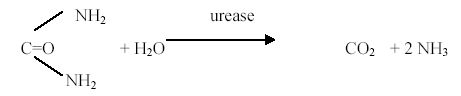 NH₂ urease
C=O + H₂O CO₂ + 2 NH₃
NH₂